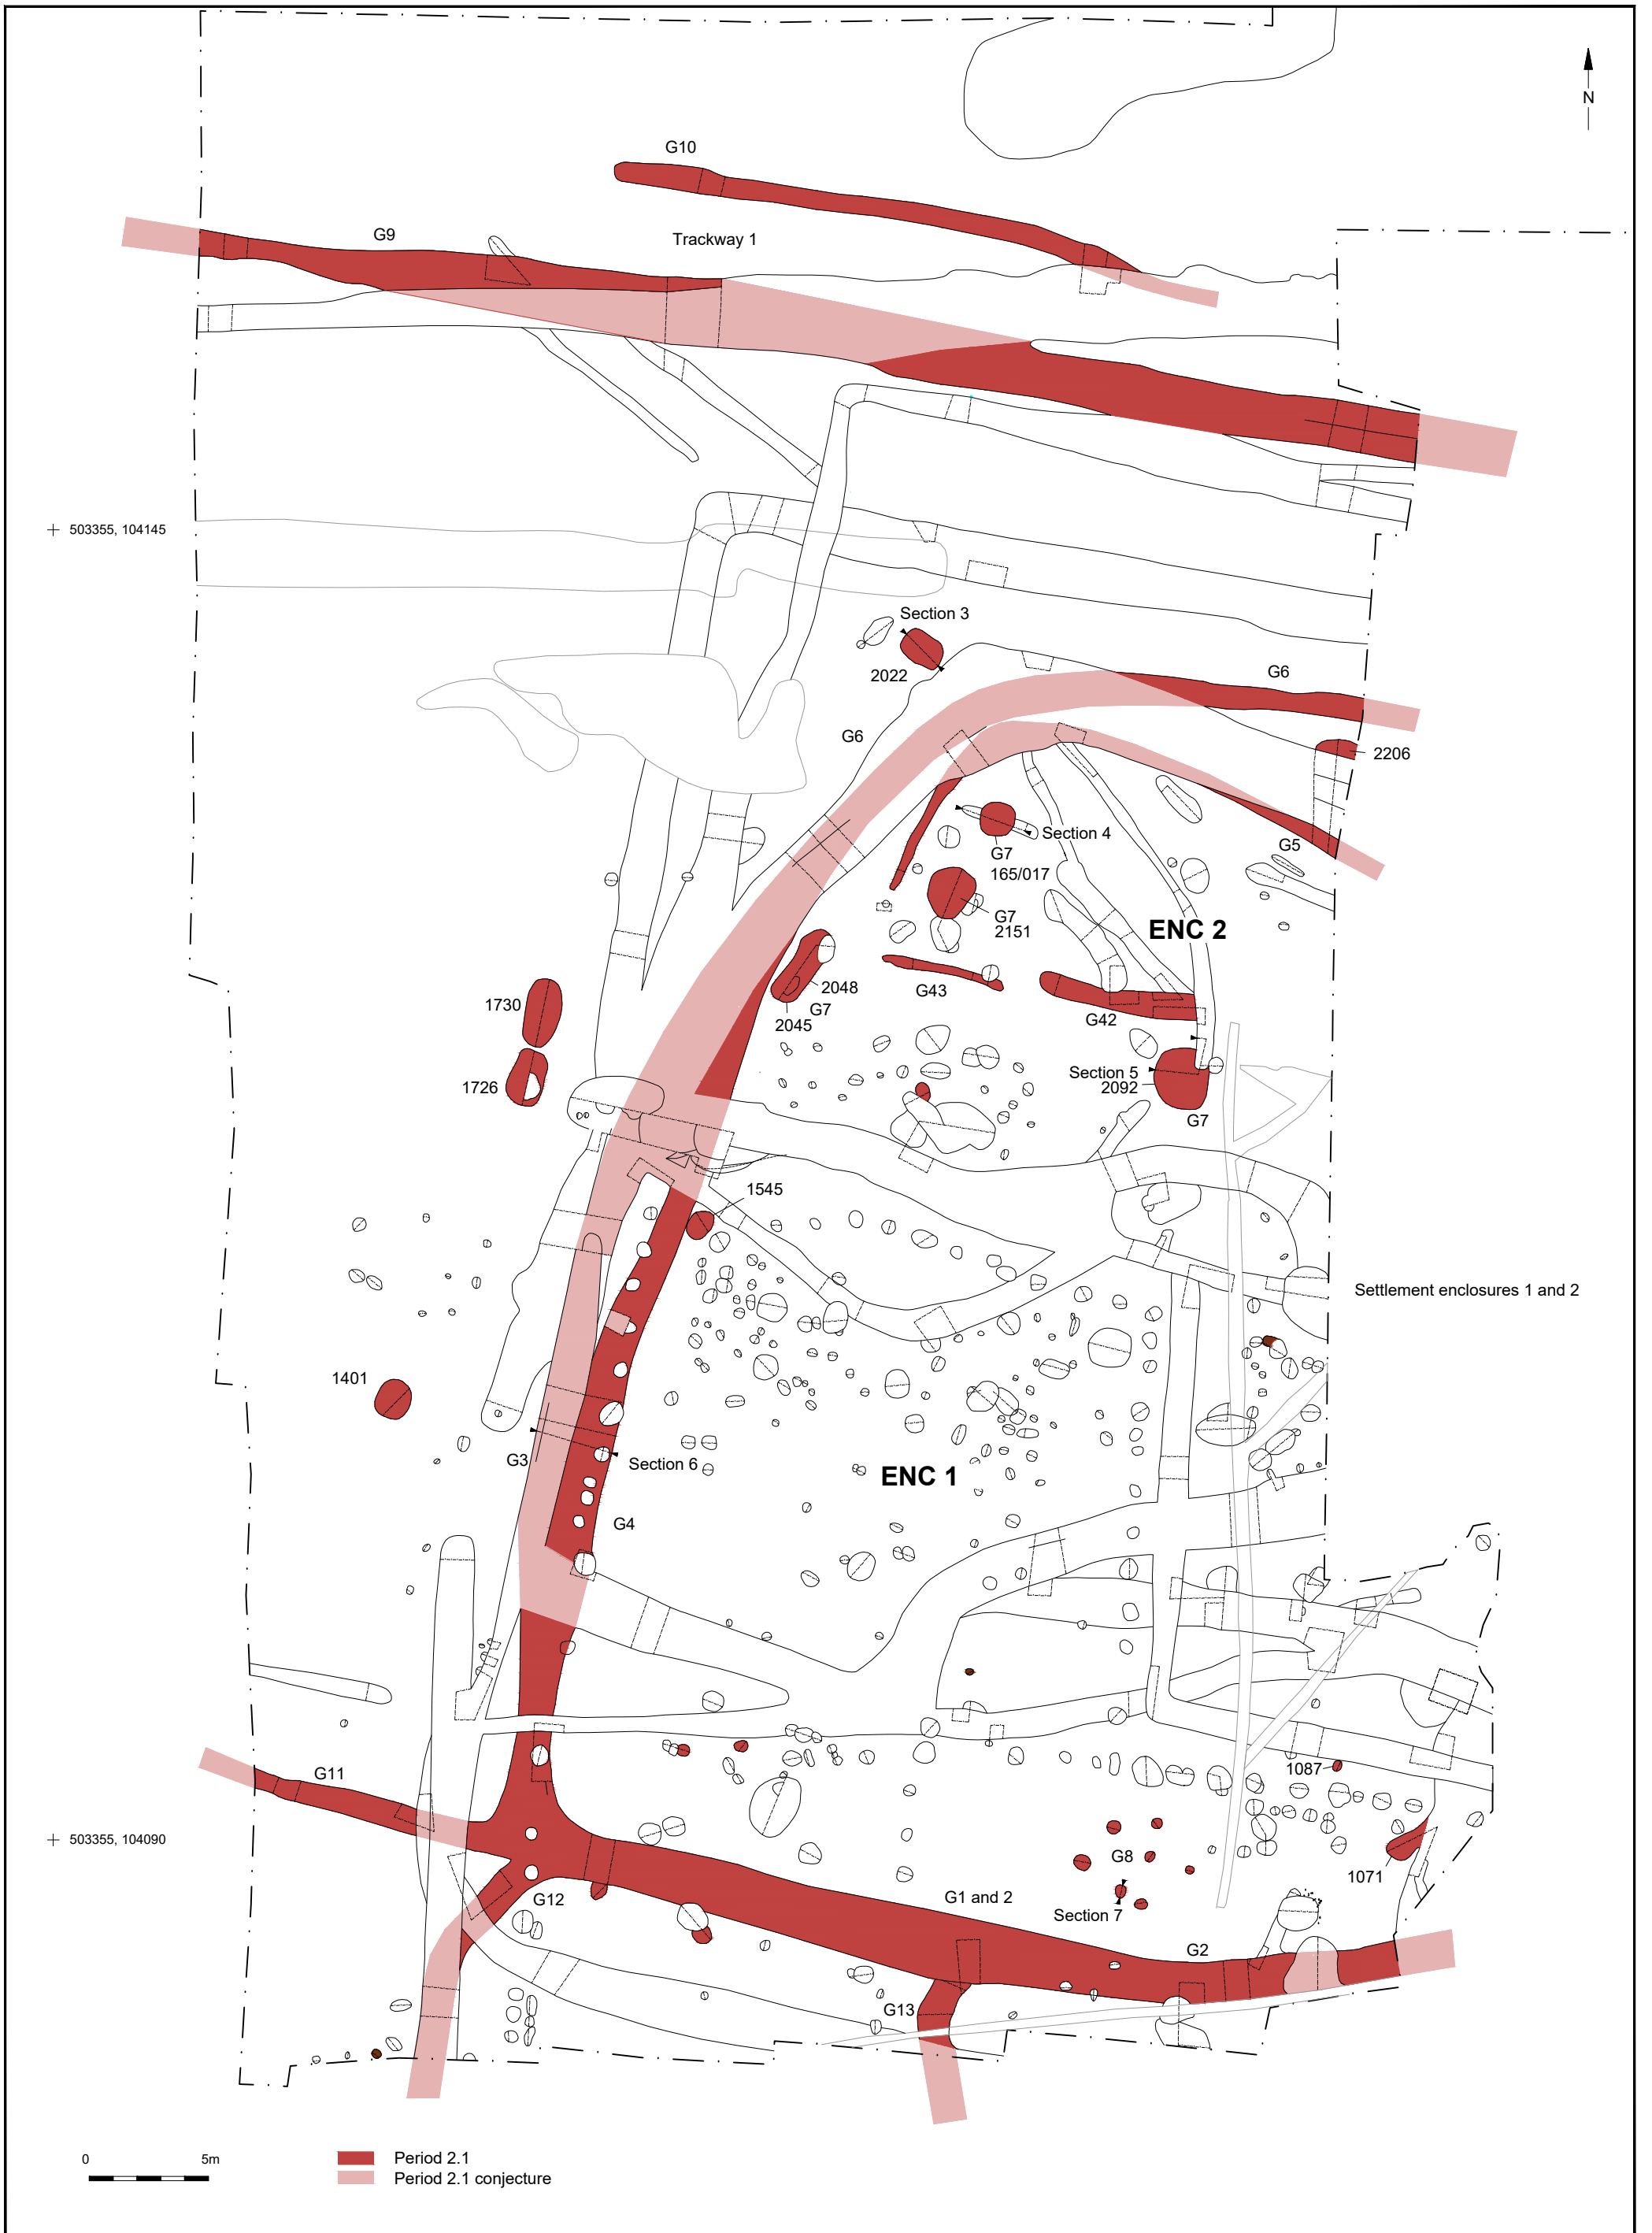 N
G10
G9
Trackway 1
503355, 104145
Section 3
2022
G6
G6
2206
Section 4
G7
165/017
G5
G7
2151
ENC 2
2048
G7
2045
G43
G42
1730
1726
Section 5
2092
G7
1545
Settlement enclosures 1 and 2
1401
G3
Section 6
ENC 1
G4
G11
1087
503355, 104090
G8
1071
G12
G1 and 2
Section 7
G2
G13
0 5m
Period 2.1
Period 2.1 conjecture